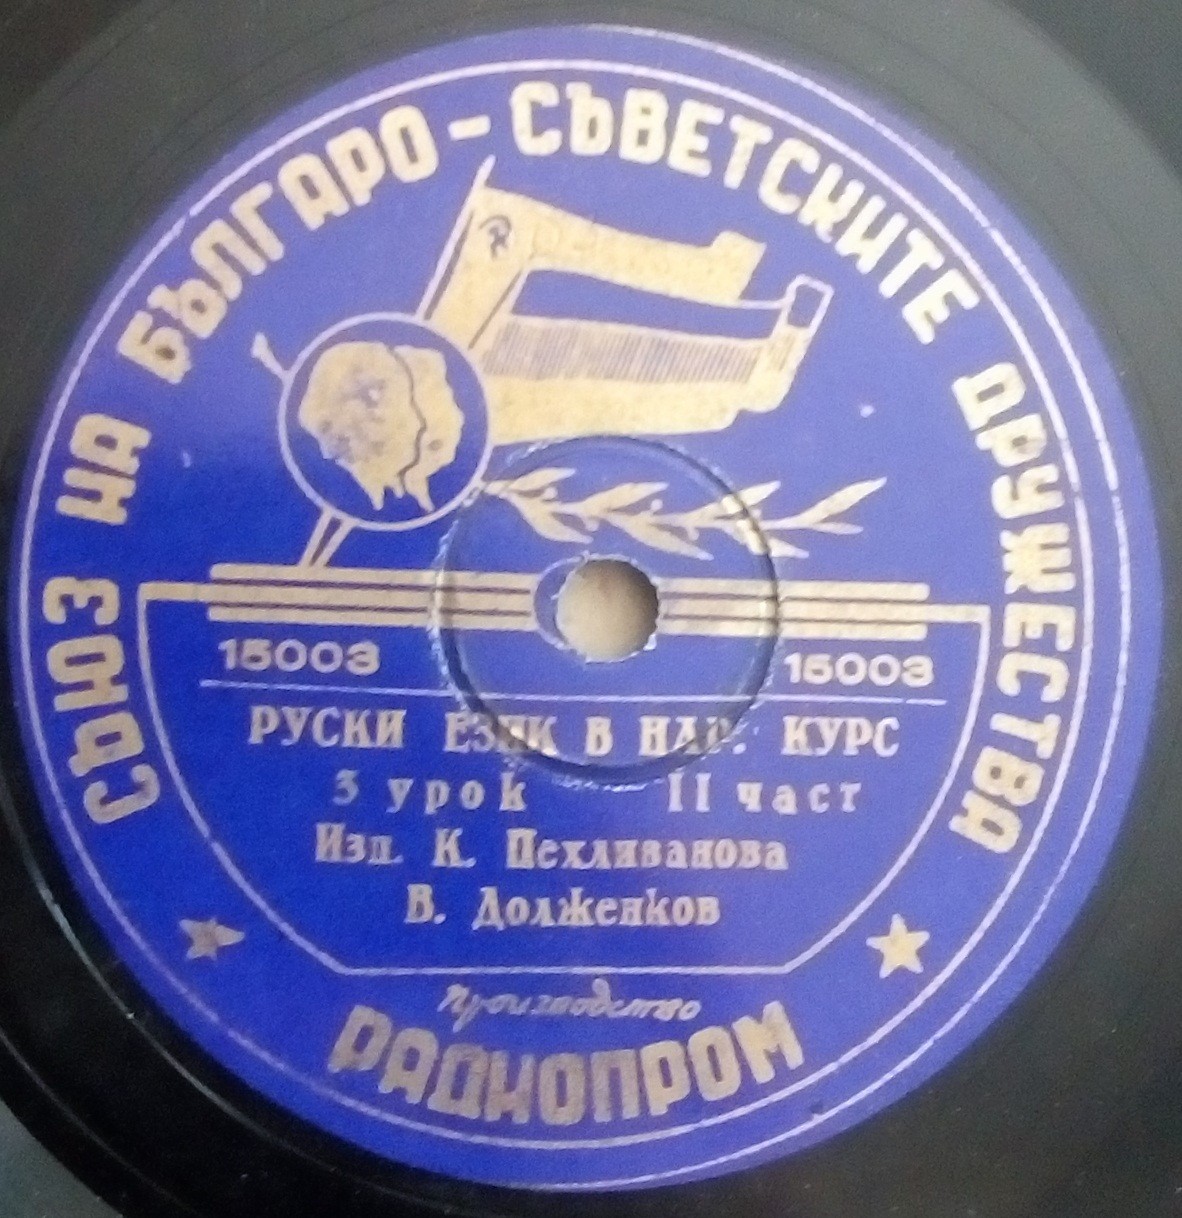 СЪЮЗ НА БЪЛГАРО - СЪВЕТСКИТЕ ДРУЖЕСТВА
15003 15003
РУСКИ ЕЗИК В НАР. КУРС
3 урок II част
Изп. К. Пехливанова
В. Долженков
Производство
РАДИОПРОМ